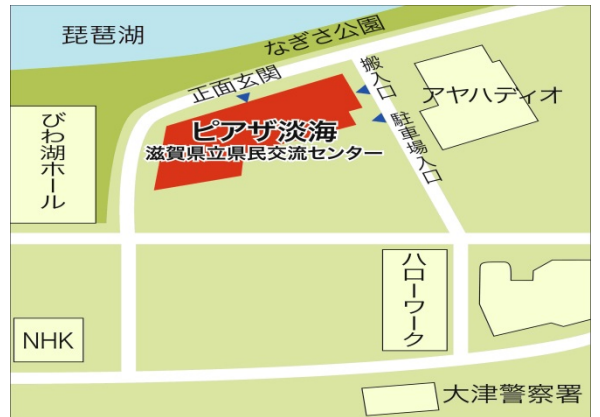 琵琶湖
なぎさ公園
正面玄関
搬入口
アヤハディオ
びわ湖ホール
ピアザ淡海
滋賀県立県民交流センター
駐車場入口
ハローワーク
NHK
大津警察署